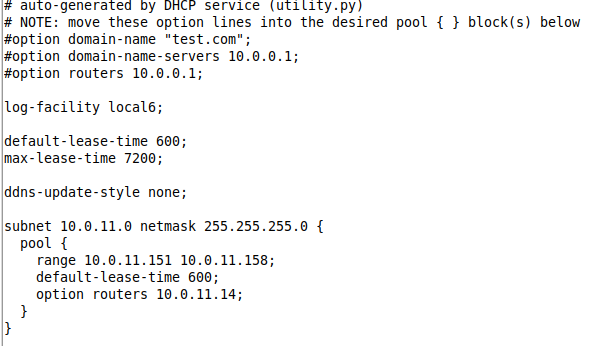 # auto-generated by DHCP service (utility.py)
# NOTE: move these option lines into the desired pool { } block(s) below
#option domain-name "test.com";
#option domain-name-servers 10.0.0.1;
#option routers 10.0.0.1;

log-facility local6;

default-lease-time 600;
max-lease-time 7200;

ddns-update-style none;

subnet 10.0.11.0 netmask 255.255.255.0 {
  pool {
    range 10.0.11.151 10.0.11.158;
    default-lease-time 600;
    option routers 10.0.11.14;
  }
}